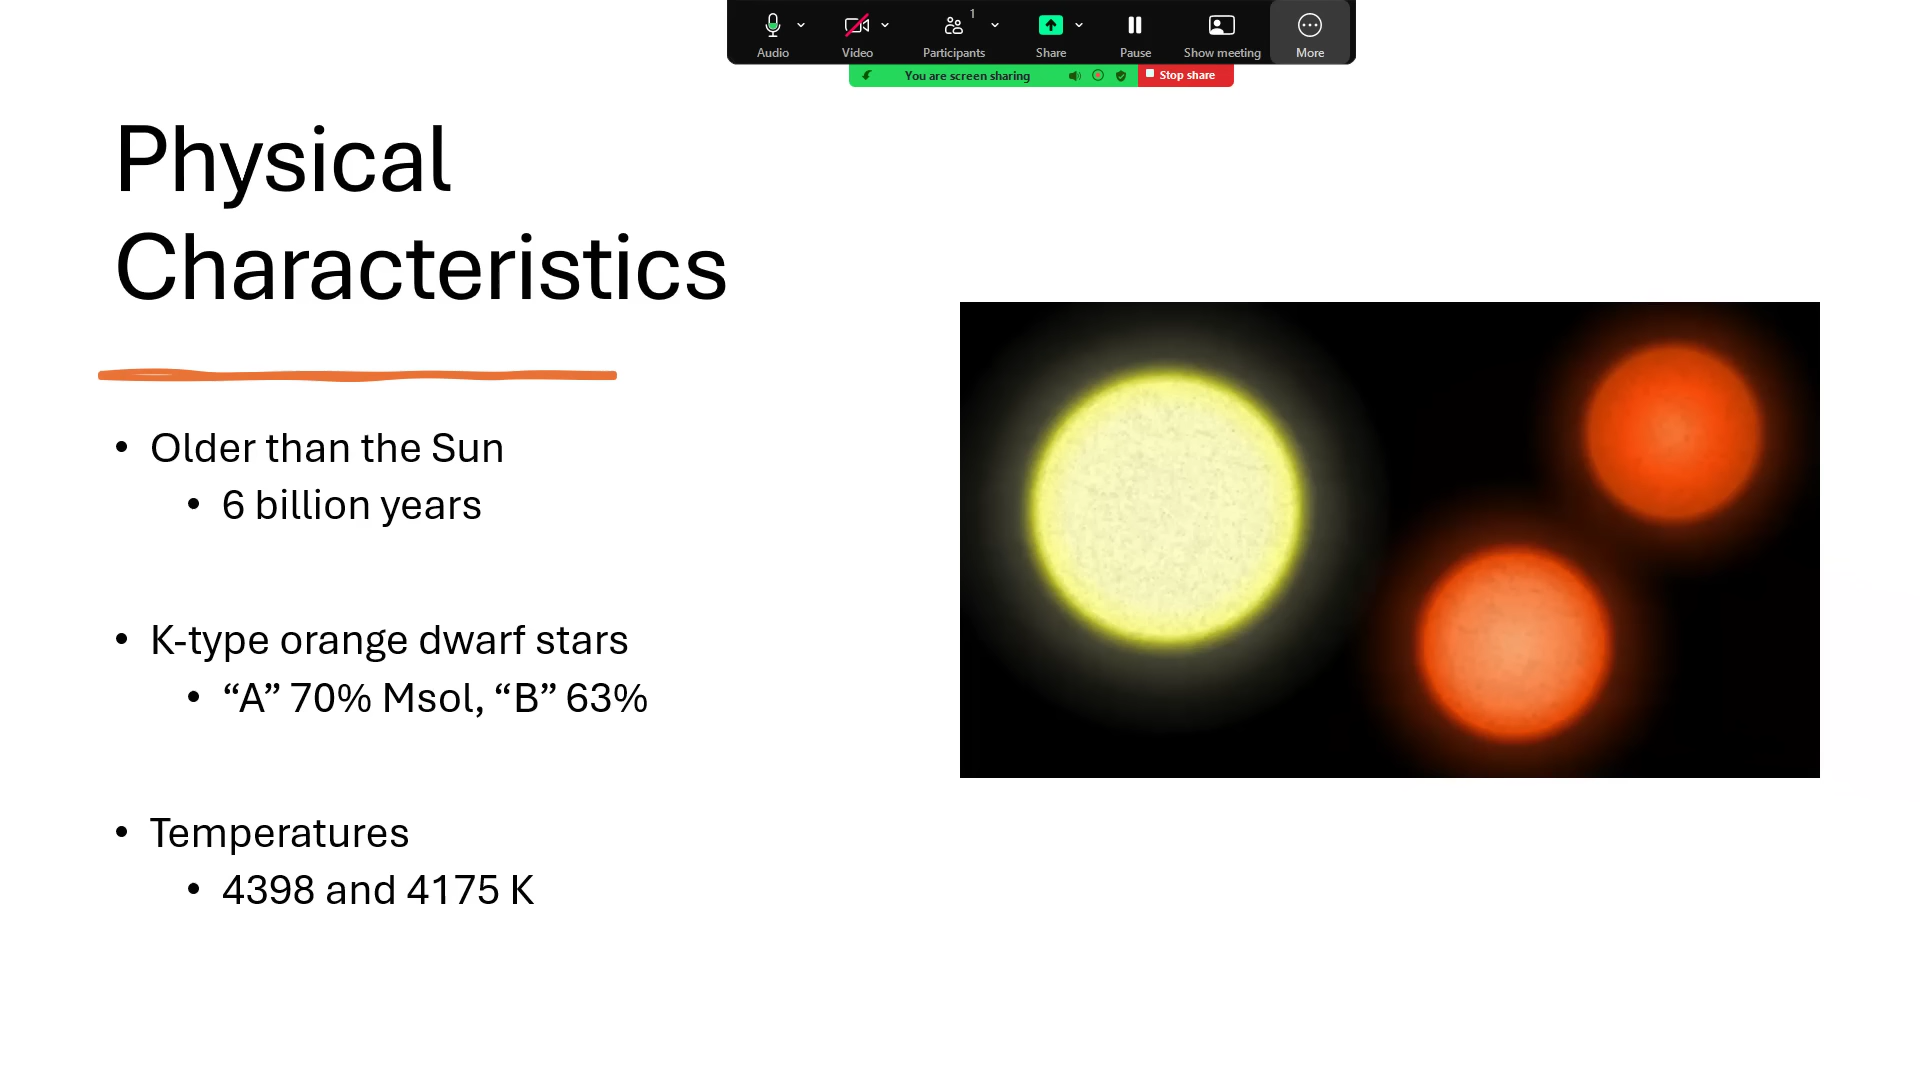 1
Audio
Video
Participants
Share
Pause
Show meeting
More
You are screen sharing
Stop share
Physical
Characteristics
• Older than the Sun
• 6 billion years
• K-type orange dwarf stars
• “A” 70% Msol, “B” 63%
• Temperatures
• 4398 and 4175 K